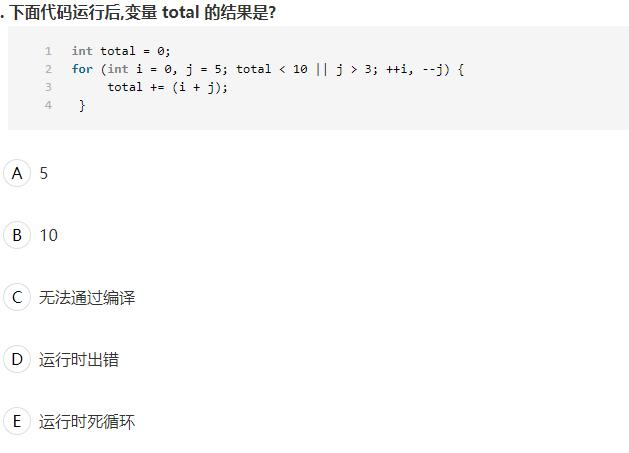 . 下面代码运行后,变量 total 的结果是?
1 int total = 0;
2 for (int i = 0, j = 5; total < 10 || j > 3; ++i, --j) {
3 total += (i + j);
4 }
A 5
B 10
C 无法通过编译
D 运行时出错
E 运行时死循环